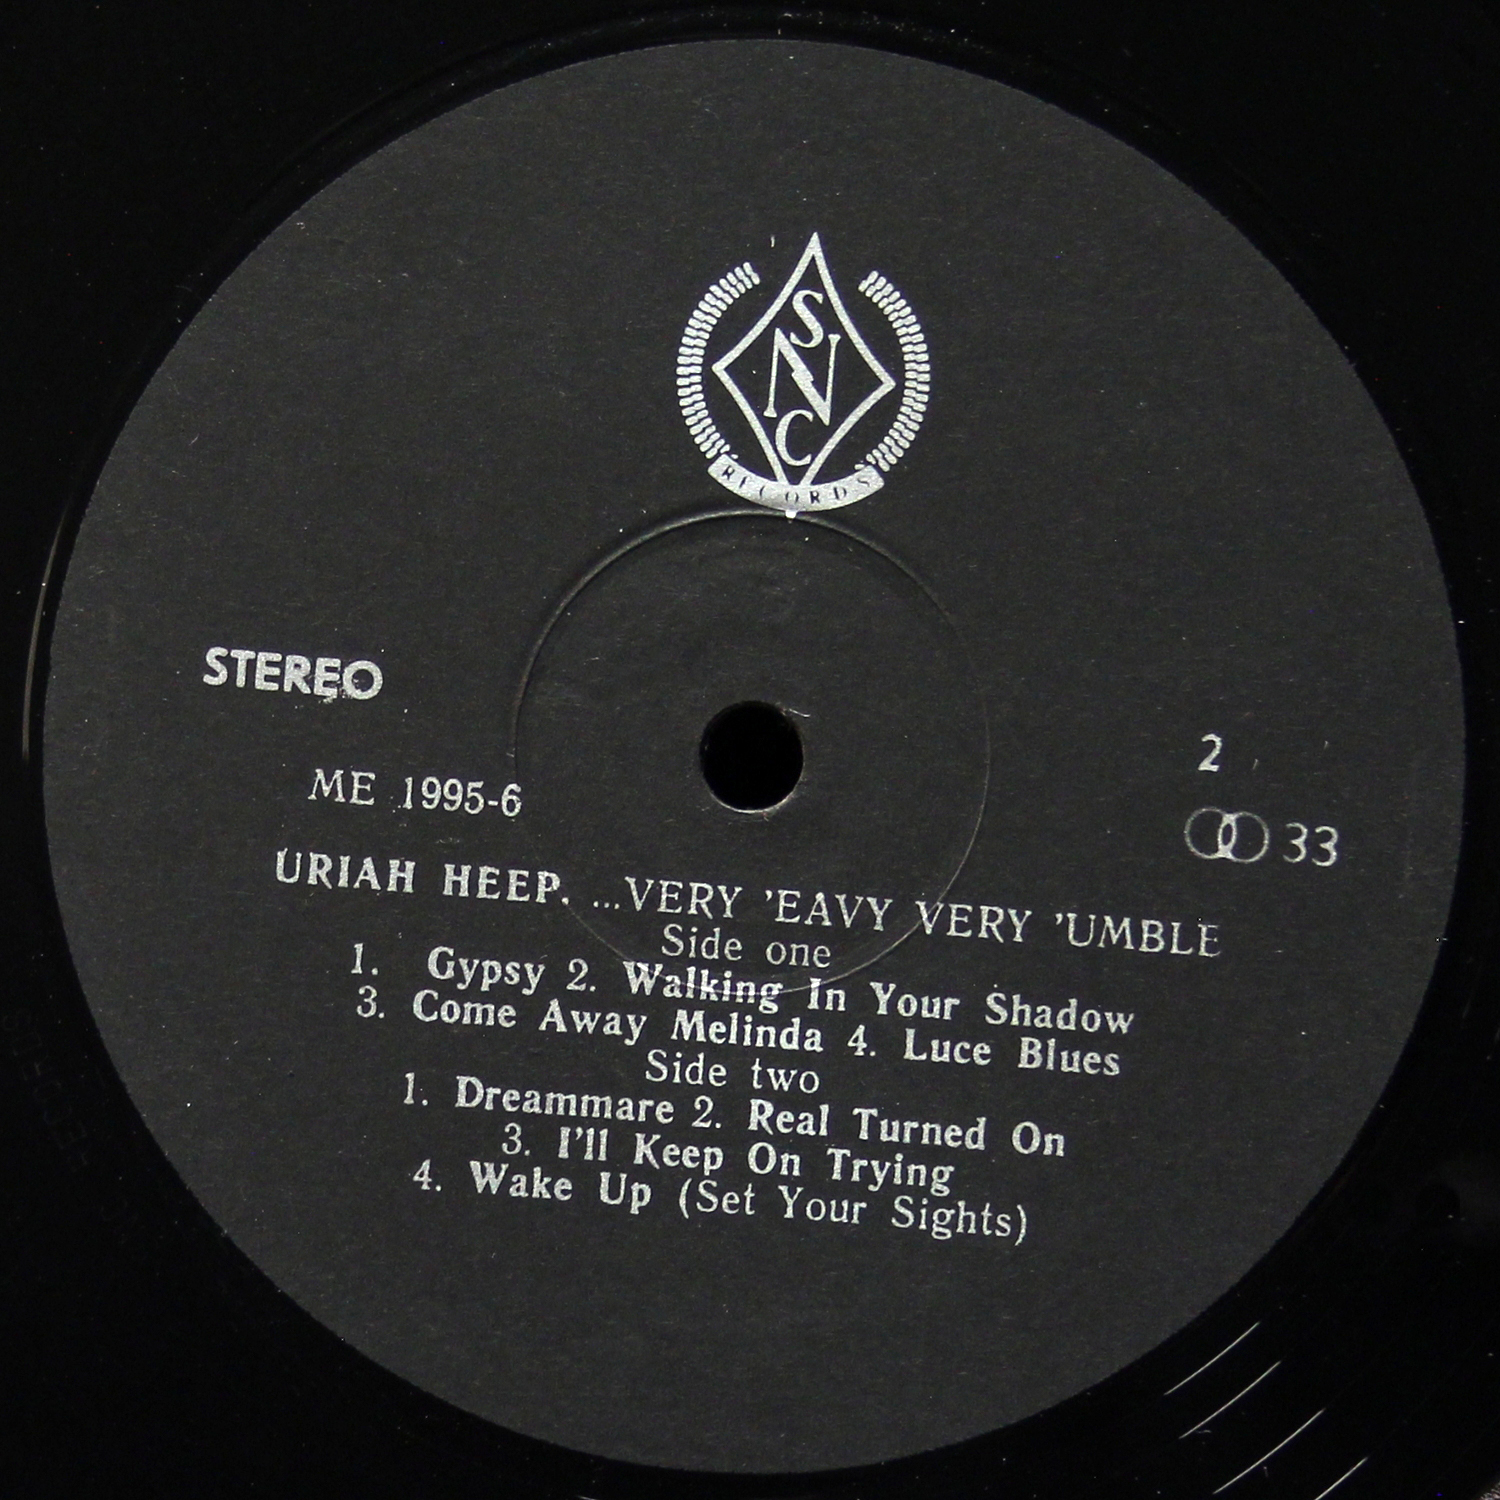 S
N
C
RECORDS
STEREO
2
ME 1995-6
33
URIAH HEEP. ...VERY 'EAVY VERY 'UMBLE
Side one
1. Gypsy 2. Walking In Your Shadow
3. Come Away Melinda 4. Luce Blues
Side two
1. Dreammare 2. Real Turned On
3. I'll Keep On Trying
4. Wake Up (Set Your Sights)